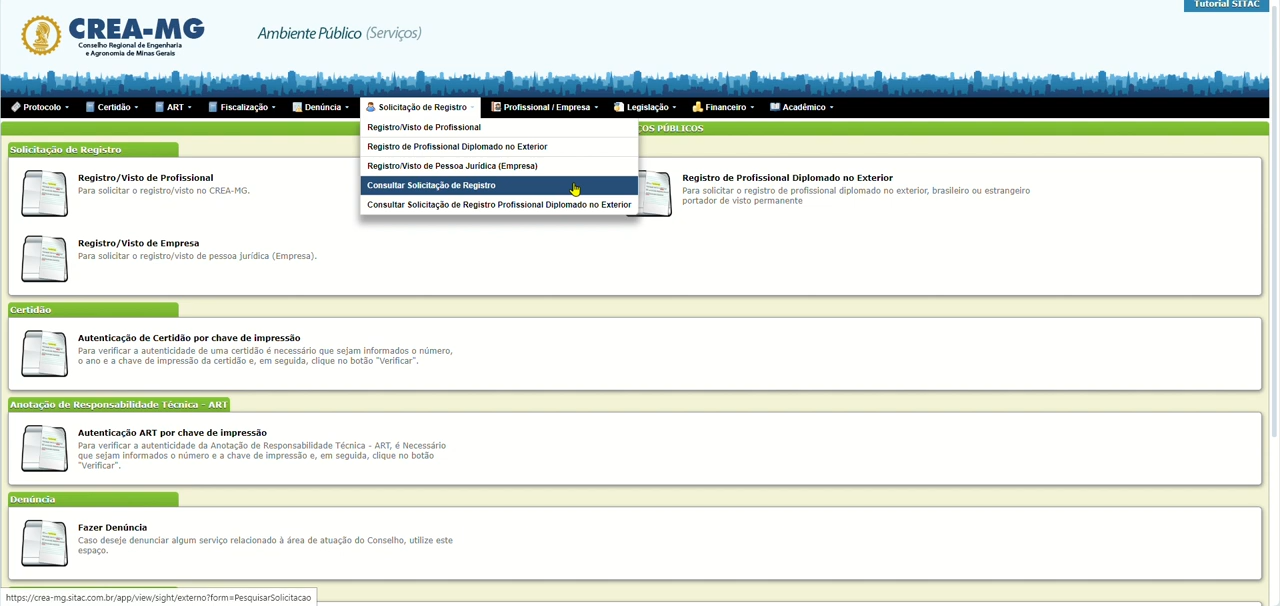 Tutorial SITAC
CREA-MG
Conselho Regional de Engenharia
e Agronomia de Minas Gerais
Ambiente Público (Serviços)
Protocolo
Certidão
ART
Fiscalização
Denúncia
Solicitação de Registro
Profissional / Empresa
Legislação
Financeiro
Acadêmico
Registro/Visto de Profissional
Registro de Profissional Diplomado no Exterior
Registro/Visto de Pessoa Jurídica (Empresa)
Consultar Solicitação de Registro
Consultar Solicitação de Registro Profissional Diplomado no Exterior
ÇOS PÚBLICOS
Solicitação de Registro
Registro/Visto de Profissional
Para solicitar o registro/visto no CREA-MG.
Registro de Profissional Diplomado no Exterior
Para solicitar o registro de profissional diplomado no exterior, brasileiro ou estrangeiro
portador de visto permanente
Registro/Visto de Empresa
Para solicitar o registro/visto de pessoa jurídica (Empresa).
Certidão
Autenticação de Certidão por chave de impressão
Para verificar a autenticidade de uma certidão é necessário que sejam informados o número,
o ano e a chave de impressão da certidão e, em seguida, clique no botão "Verificar".
Anotação de Responsabilidade Técnica - ART
Autenticação ART por chave de impressão
Para verificar a autenticidade da Anotação de Responsabilidade Técnica - ART, é Necessário
que sejam informados o número e a chave de impressão e, em seguida, clique no botão
"Verificar".
Denúncia
Fazer Denúncia
Caso deseje denunciar algum serviço relacionado à área de atuação do Conselho, utilize este
espaço.
https://crea-mg.sitac.com.br/app/view/sight/externo?form=PesquisarSolicitacao